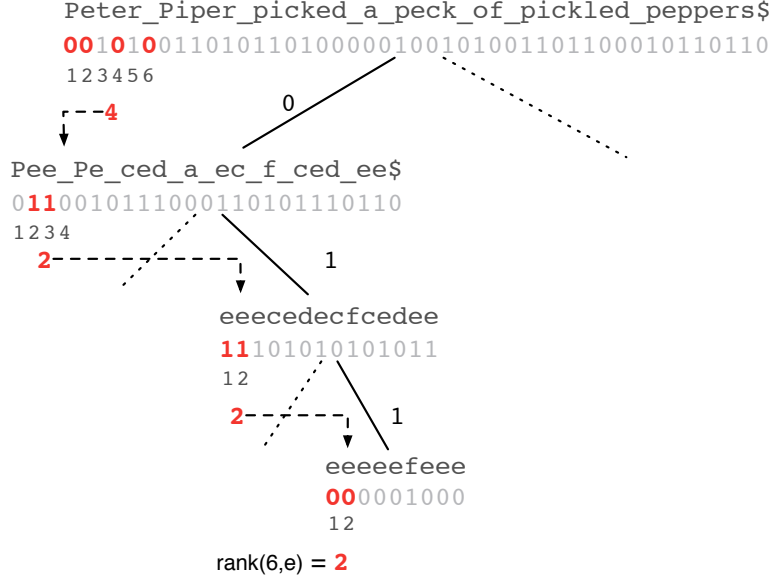 Peter_Piper_picked_a_peck_of_pickled_peppers$
001010011010110100000100101001101100010110110
123456
4
0
Pee_Pe_ced_a_ec_f_ced_ee$
0110010111000110101110110
1234
2
1
eeecedecfcedee
11101010101011
12
2
1
eeeeefeee
000001000
12
rank(6,e) = 2